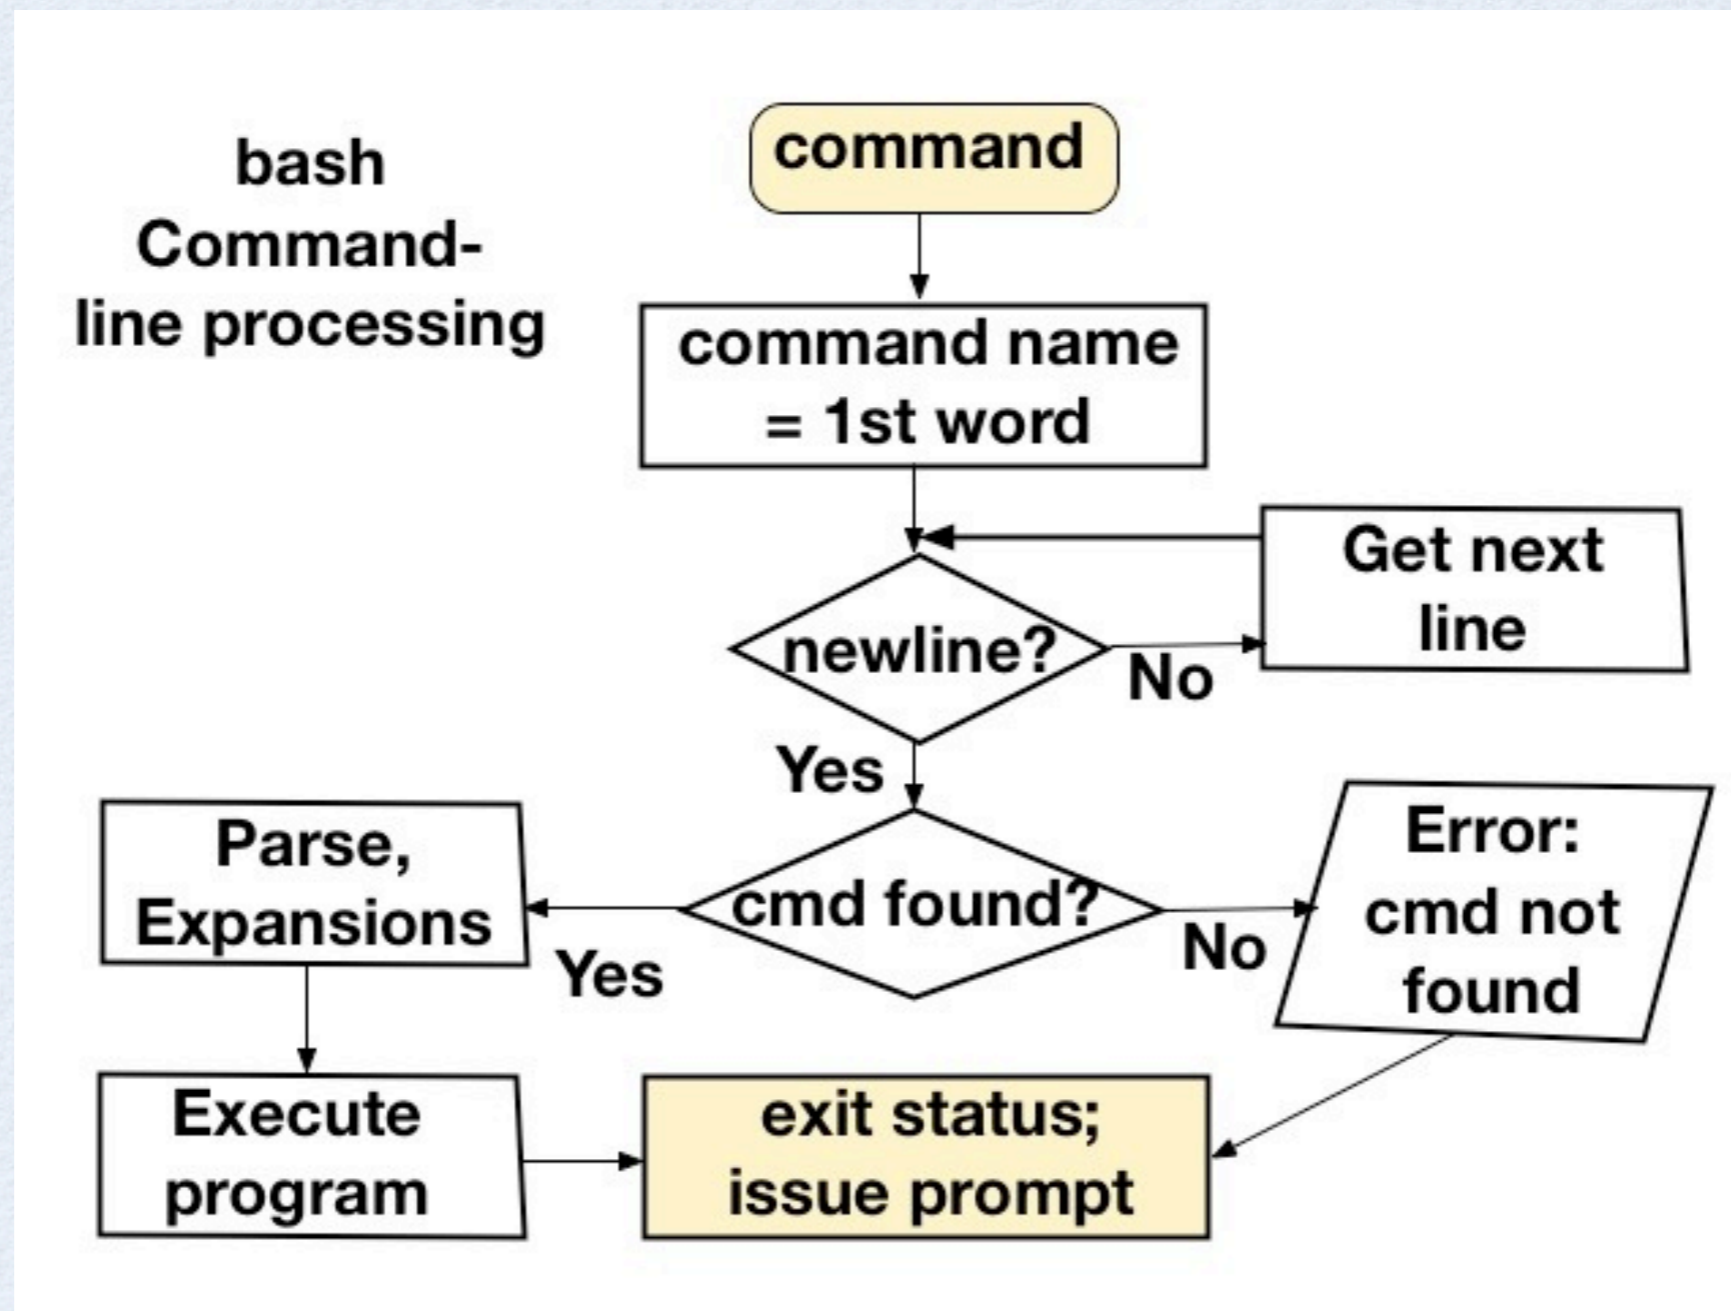 bash
Command-
line processing
command
command name
= 1st word
Get next
line
newline?
No
Yes
Parse,
Expansions
cmd found?
Yes
No
Error:
cmd not
found
Execute
program
exit status;
issue prompt